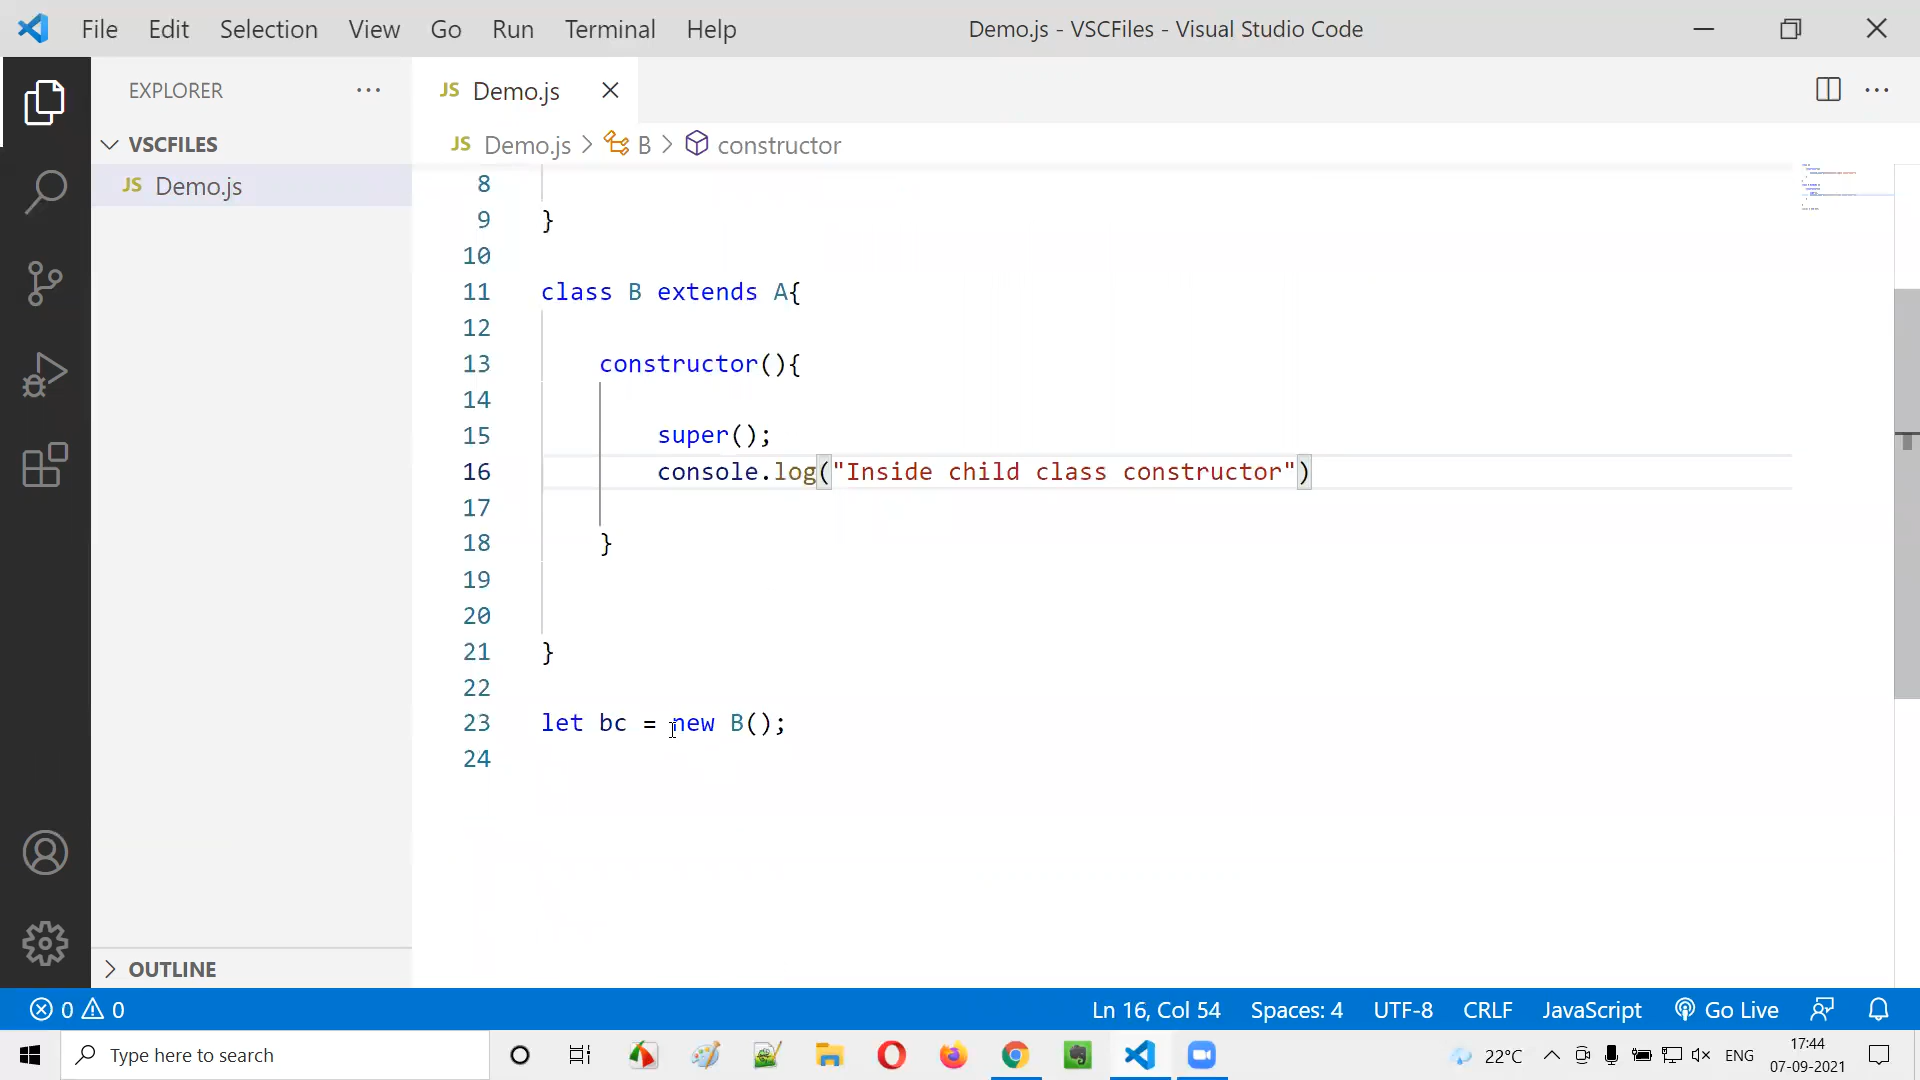 File Edit Selection View Go Run Terminal Help Demo.js - VSCFiles - Visual Studio Code
EXPLORER
JS Demo.js
VSCFILES
JS Demo.js > B > constructor
JS Demo.js
8
9 }
10
11 class B extends A{
12
13 constructor(){
14
15 super();
16 console.log("Inside child class constructor")
17
18 }
19
20
21 }
22
23 let bc = new B();
24
OUTLINE
0 0 Ln 16, Col 54 Spaces: 4 UTF-8 CRLF JavaScript Go Live
Type here to search 22°C ENG 17:44
07-09-2021